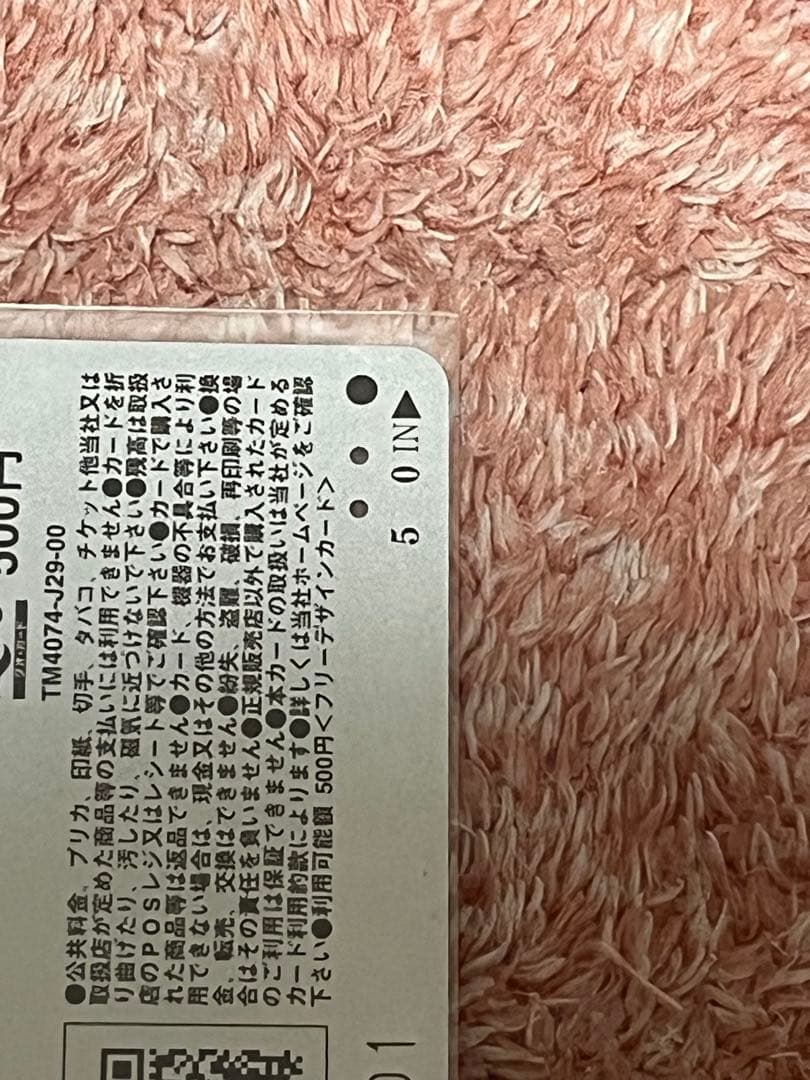 500円
クオ・カード
TM4074-J29-00
●公共料金、プリカ、印紙、切手、タバコ、チケット他当社又は
取扱店が定めた商品等の支払いには利用できません●カードを折
り曲げたり、汚したり、磁気に近づけないで下さい●残高は取扱
店のPOSレジ又はレシート等でご確認下さい●カードで購入さ
れた商品等は返品できません●カード、機器の不具合等により利
用できない場合は、現金又はその他の方法でお支払い下さい●換
金、転売、交換はできません●紛失、盗難、破損、再印刷等の場
合はその責任を負いません●正規販売店以外で購入されたカード
のご利用は保証できません●本カードの取扱いは当社が定める
カード利用約款によります●詳しくは当社ホームページをご確認
下さい●利用可能額 500円<フリーデザインカード>
5 0 IN▶
01